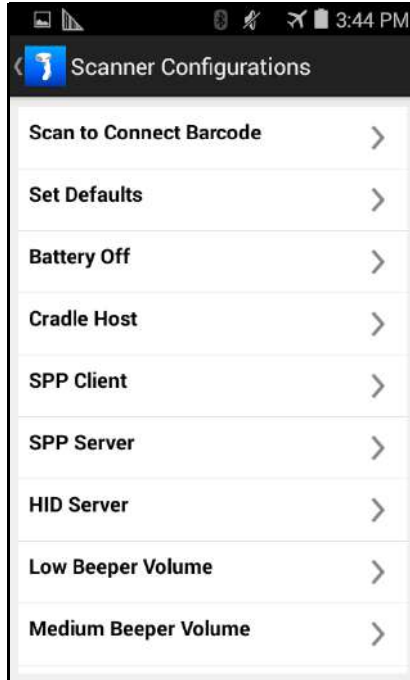 3:44 PM
Scanner Configurations
Scan to Connect Barcode
Set Defaults
Battery Off
Cradle Host
SPP Client
SPP Server
HID Server
Low Beeper Volume
Medium Beeper Volume